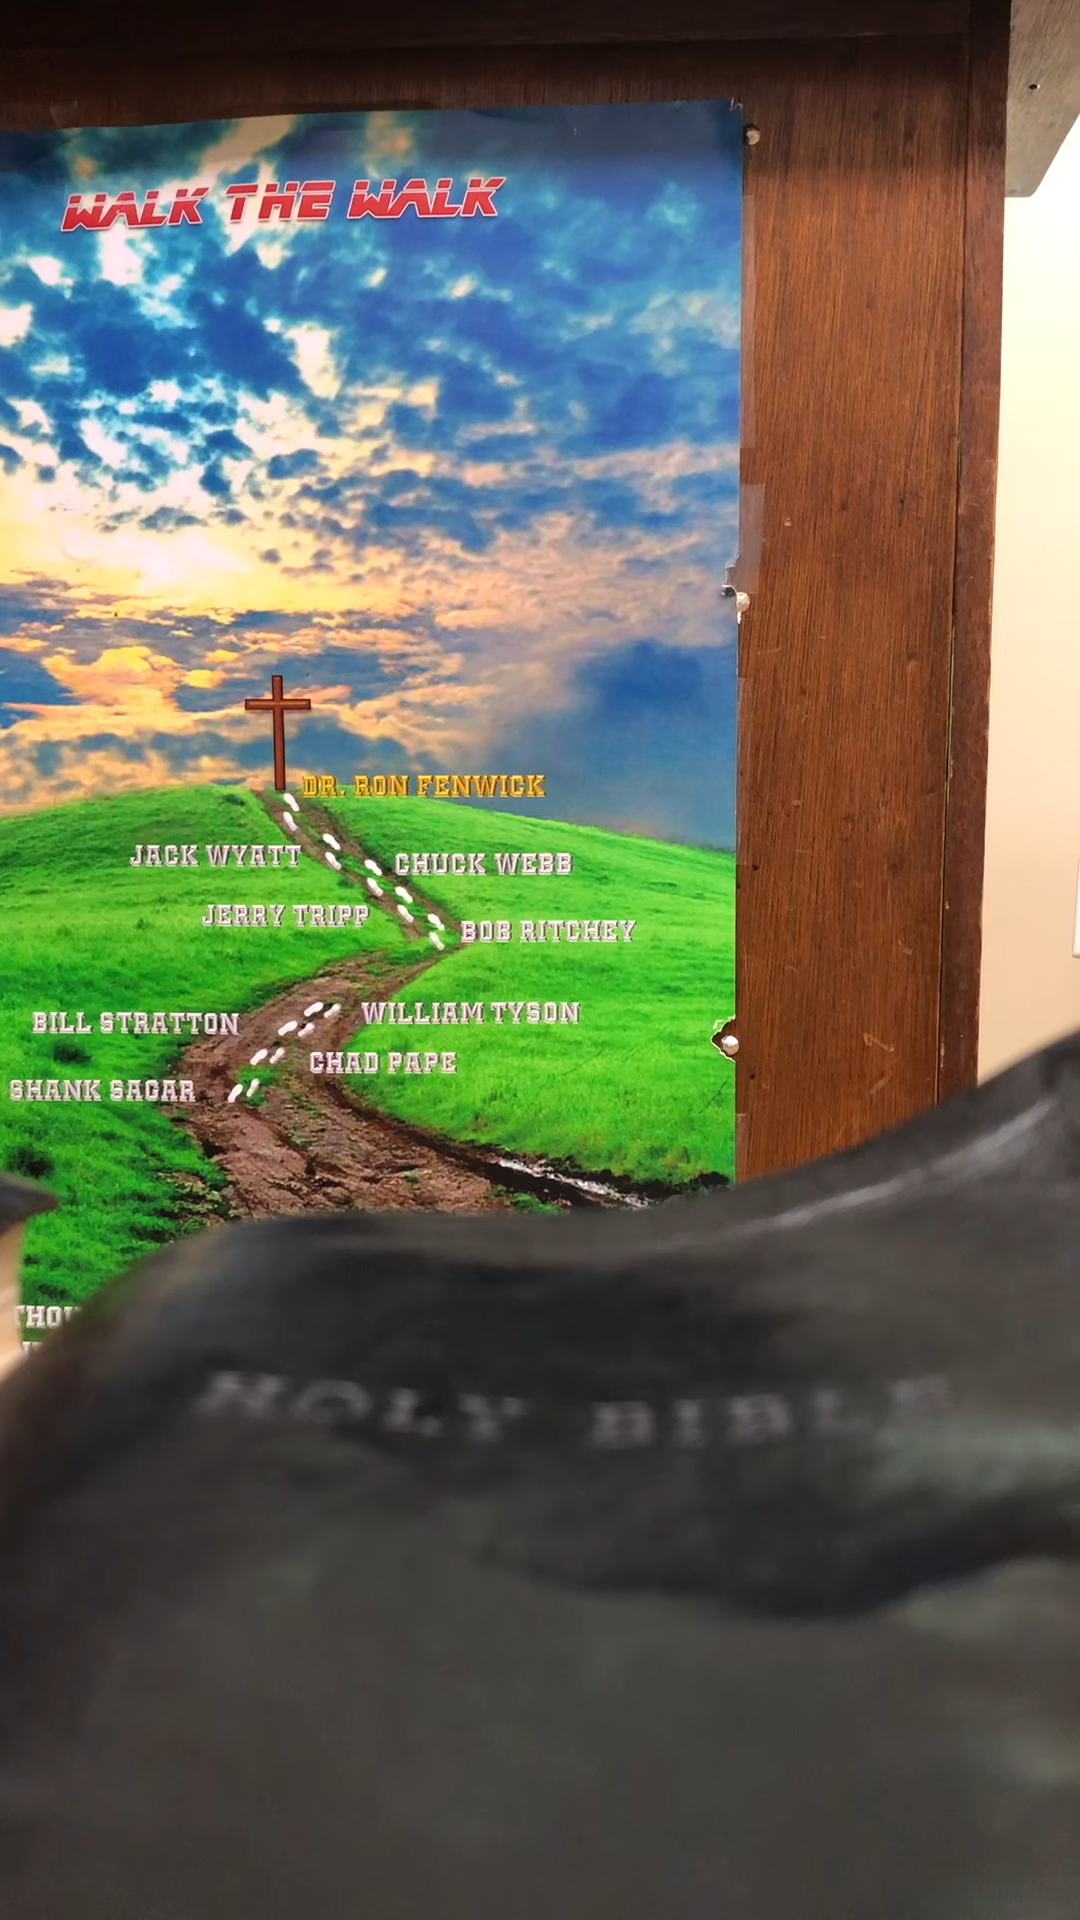 WALK THE WALK
DR. RON FENWICK
JACK WYATT
CHUCK WEBB
JERRY TRIPP
BOB RITCHEY
BILL STRATTON
WILLIAM TYSON
CHAD PAPE
SHANK SAGAR
HOLY BIBLE